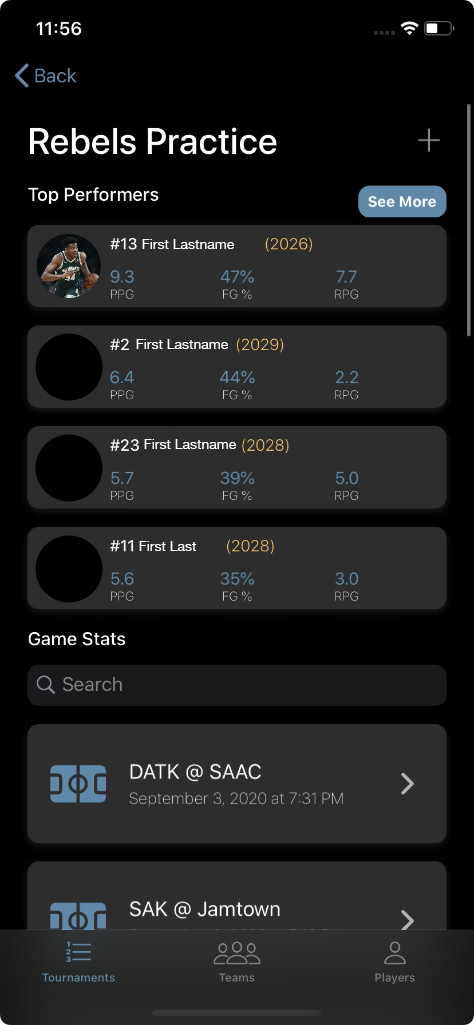 11:56
Back
Rebels Practice
Top Performers
See More
#13 First Lastname (2026)
9.3 47% 7.7
PPG FG % RPG
#2 First Lastname (2029)
6.4 44% 2.2
PPG FG % RPG
#23 First Lastname (2028)
5.7 39% 5.0
PPG FG % RPG
#11 First Last (2028)
5.6 35% 3.0
PPG FG % RPG
Game Stats
Search
DATK @ SAAC
September 3, 2020 at 7:31 PM
SAK @ Jamtown
Tournaments Teams Players